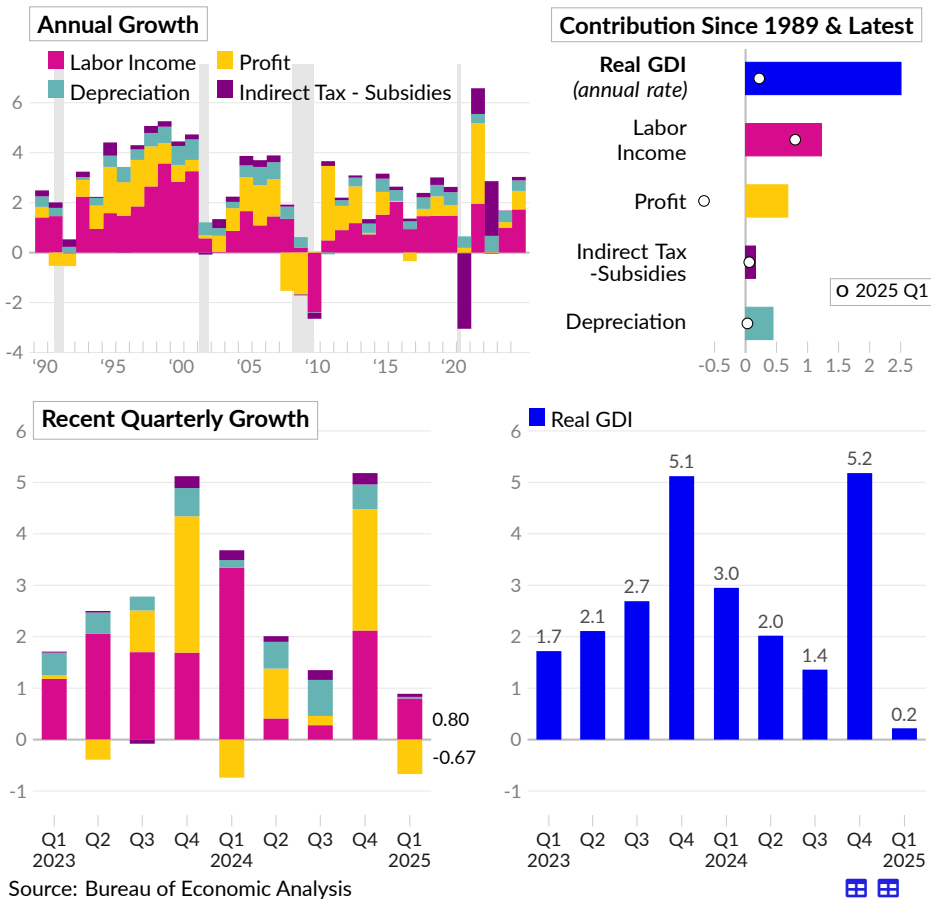 Annual Growth
Labor Income
Profit
Depreciation
Indirect Tax - Subsidies
6
4
2
0
-2
-4
'90
'95
'00
'05
'10
'15
'20
Contribution Since 1989 & Latest
Real GDI
(annual rate)
Labor
Income
Profit
Indirect Tax
-Subsidies
Depreciation
2025 Q1
-0.5 0 0.5 1 1.5 2 2.5
Recent Quarterly Growth
6
5
4
3
2
1
0
-1
0.80
-0.67
Q1 Q2 Q3 Q4 Q1 Q2 Q3 Q4 Q1
2023 2024 2025
Real GDI
6
5
4
3
2
1
0
-1
1.7
2.1
2.7
5.1
3.0
2.0
1.4
5.2
0.2
Q1 Q2 Q3 Q4 Q1 Q2 Q3 Q4 Q1
2023 2024 2025
Source: Bureau of Economic Analysis